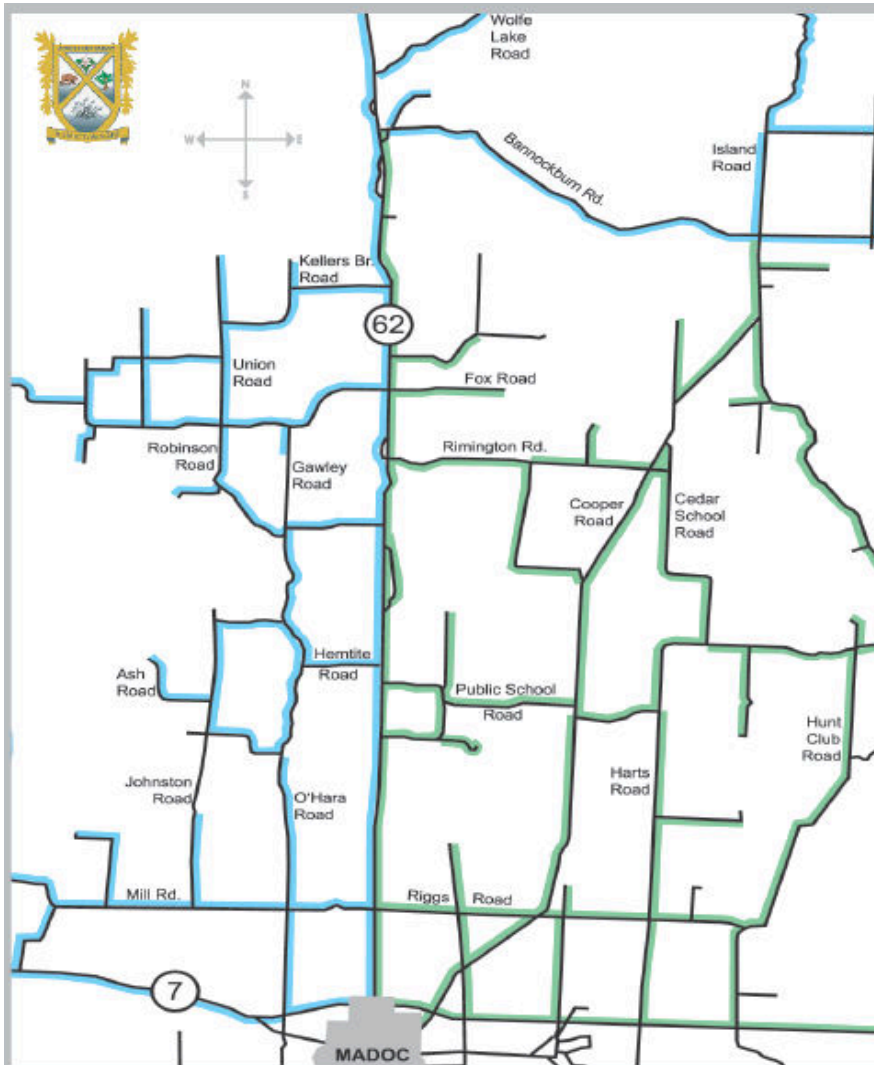 Wolfe
Lake
Road
N
W
E
S
Bannockburn Rd.
Island
Road
Kellers Br.
Road
62
Union
Road
Fox Road
Robinson
Road
Gawley
Road
Rimington Rd.
Cooper
Road
Cedar
School
Road
Hemtite
Road
Ash
Road
Public School
Road
Hunt
Club
Road
Johnston
Road
O'Hara
Road
Harts
Road
Mill Rd.
Riggs Road
7
MADOC